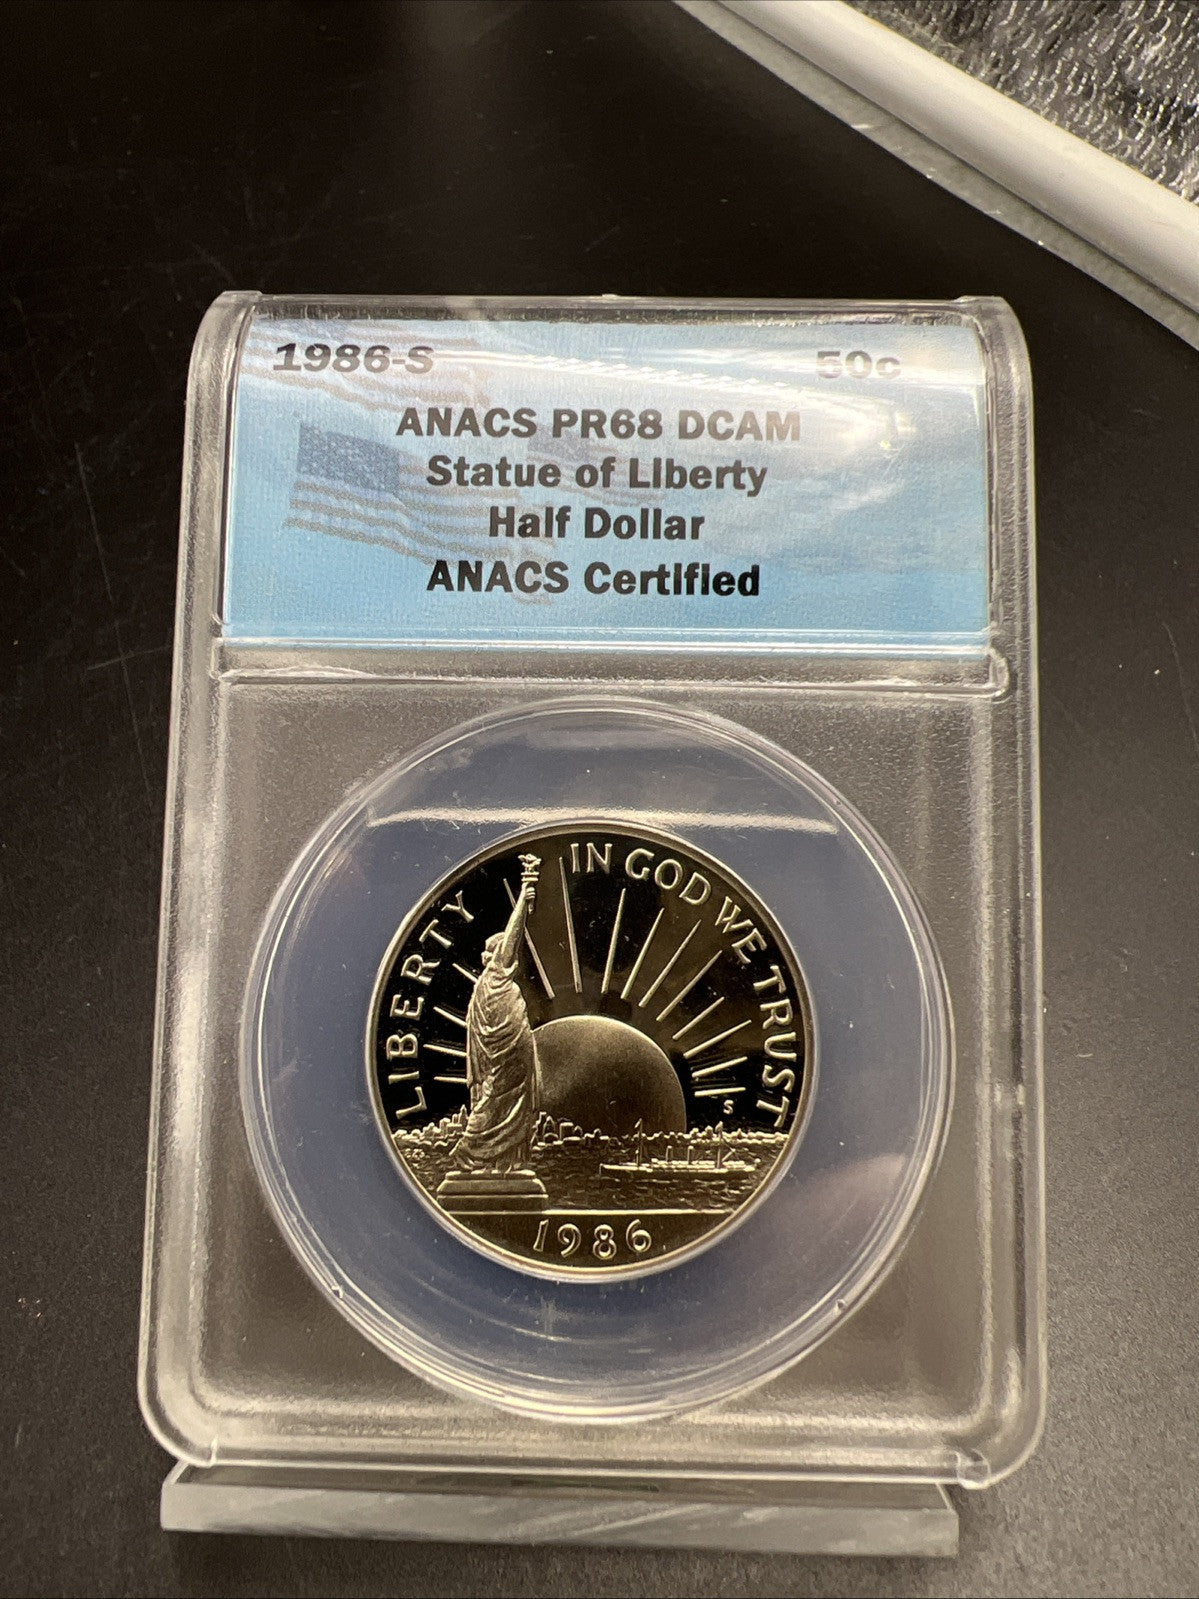 1986-S 50c
ANACS PR68 DCAM
Statue of Liberty
Half Dollar
ANACS Certified
LIBERTY
IN GOD WE TRUST
S
1986